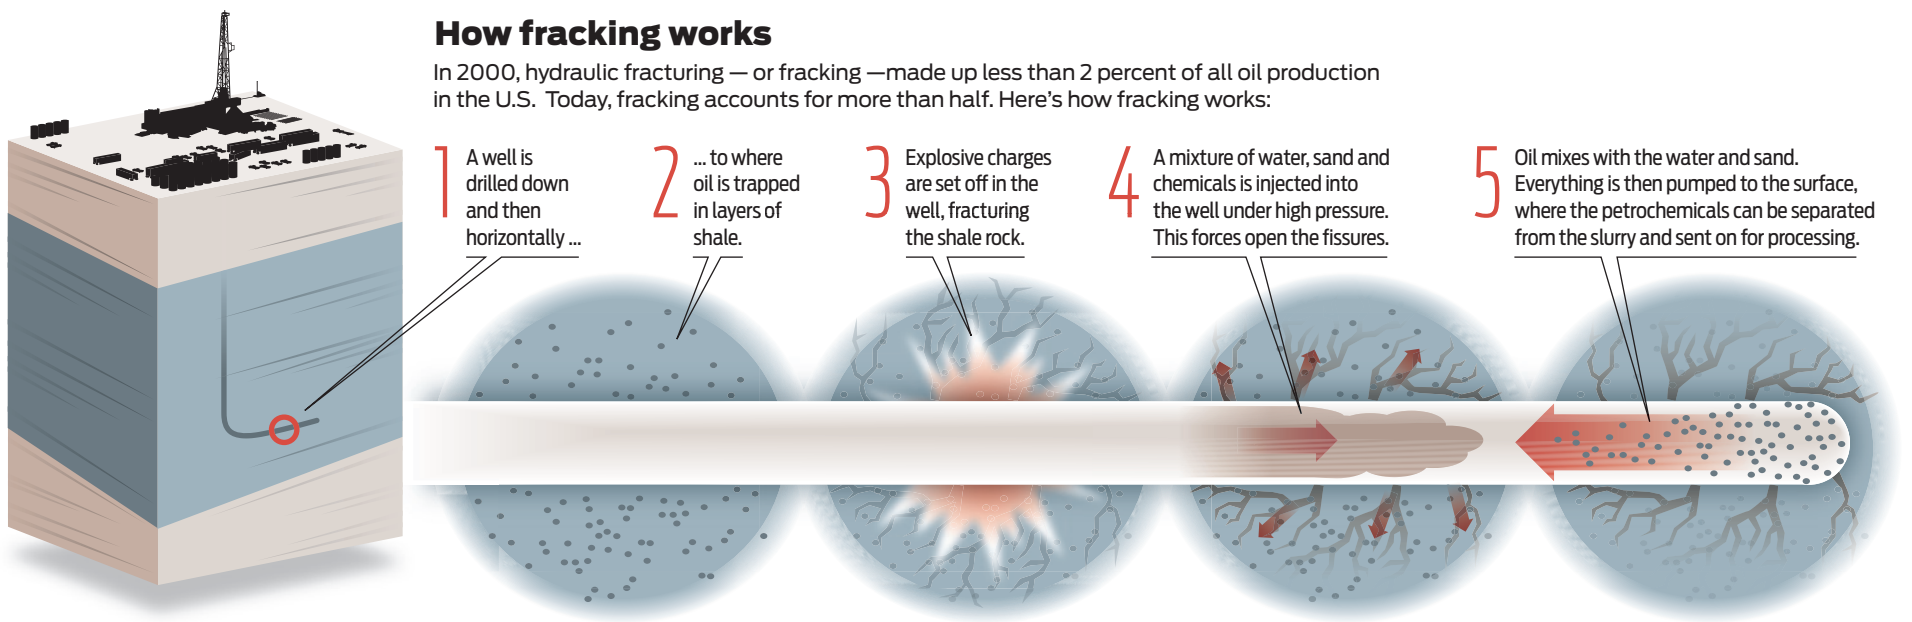 How fracking works
In 2000, hydraulic fracturing — or fracking —made up less than 2 percent of all oil production
in the U.S.  Today, fracking accounts for more than half. Here’s how fracking works:
1
A well is
drilled down
and then
horizontally ...
2
... to where
oil is trapped
in layers of
shale.
3
Explosive charges
are set off in the
well, fracturing
the shale rock.
4
A mixture of water, sand and
chemicals is injected into
the well under high pressure.
This forces open the fissures.
5
Oil mixes with the water and sand.
Everything is then pumped to the surface,
where the petrochemicals can be separated
from the slurry and sent on for processing.